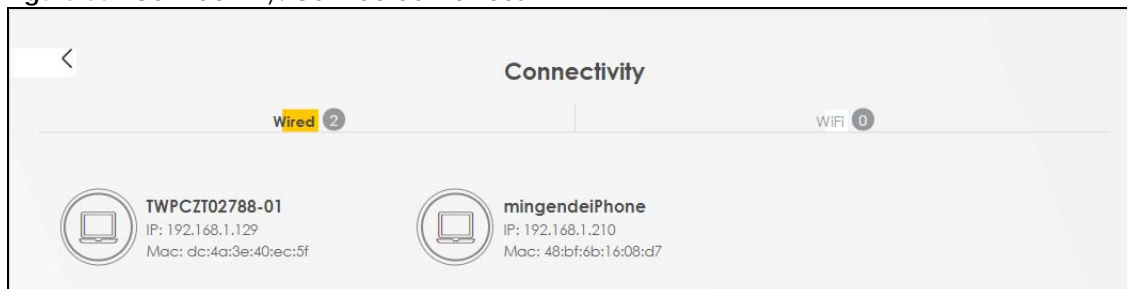 Connectivity
Wired 2
WiFi 0
TWPCZT02788-01
IP: 192.168.1.129
Mac: dc:4a:3e:40:ec:5f
mingendeiPhone
IP: 192.168.1.210
Mac: 48:bf:6b:16:08:d7